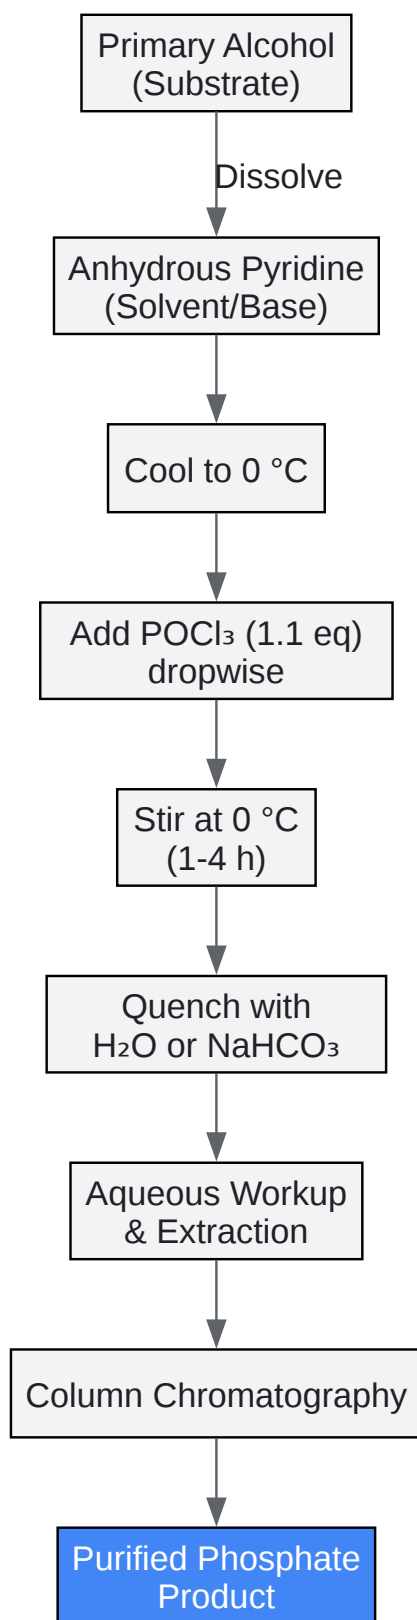 Primary Alcohol
(Substrate)
Dissolve
Anhydrous Pyridine
(Solvent/Base)
Cool to 0 °C
Add POCl₃ (1.1 eq)
dropwise
Stir at 0 °C
(1-4 h)
Quench with
H₂O or NaHCO₃
Aqueous Workup
& Extraction
Column Chromatography
Purified Phosphate
Product